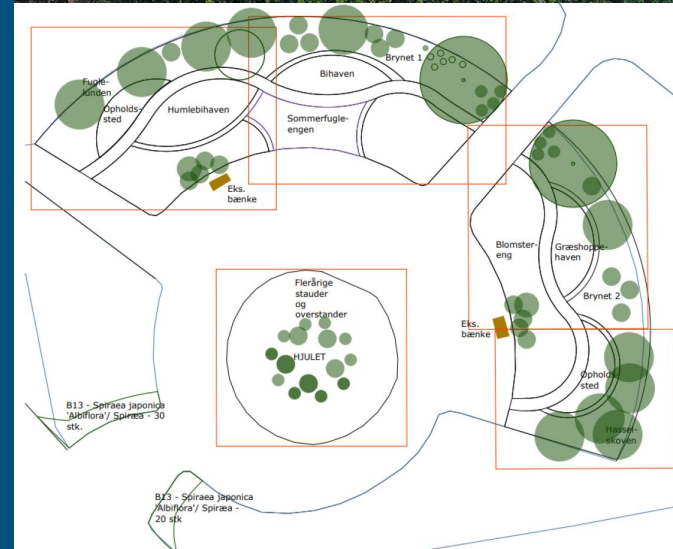 Brynet 1
Bihaven
Fugle-
lunden
Opholds-
sted
Humlebihaven
Sommerfugle-
engen
Eks.
bænke
Blomster-
eng
Græshoppe-
haven
Brynet 2
Eks.
bænke
Opholds-
sted
Hassel-
skoven
Flerårige
stauder
og
overstander
HJULET
B13 - Spiraea japonica
'Albiflora'/ Spiræa - 30
stk.
B13 - Spiraea japonica
'Albiflora'/ Spiræa -
20 stk